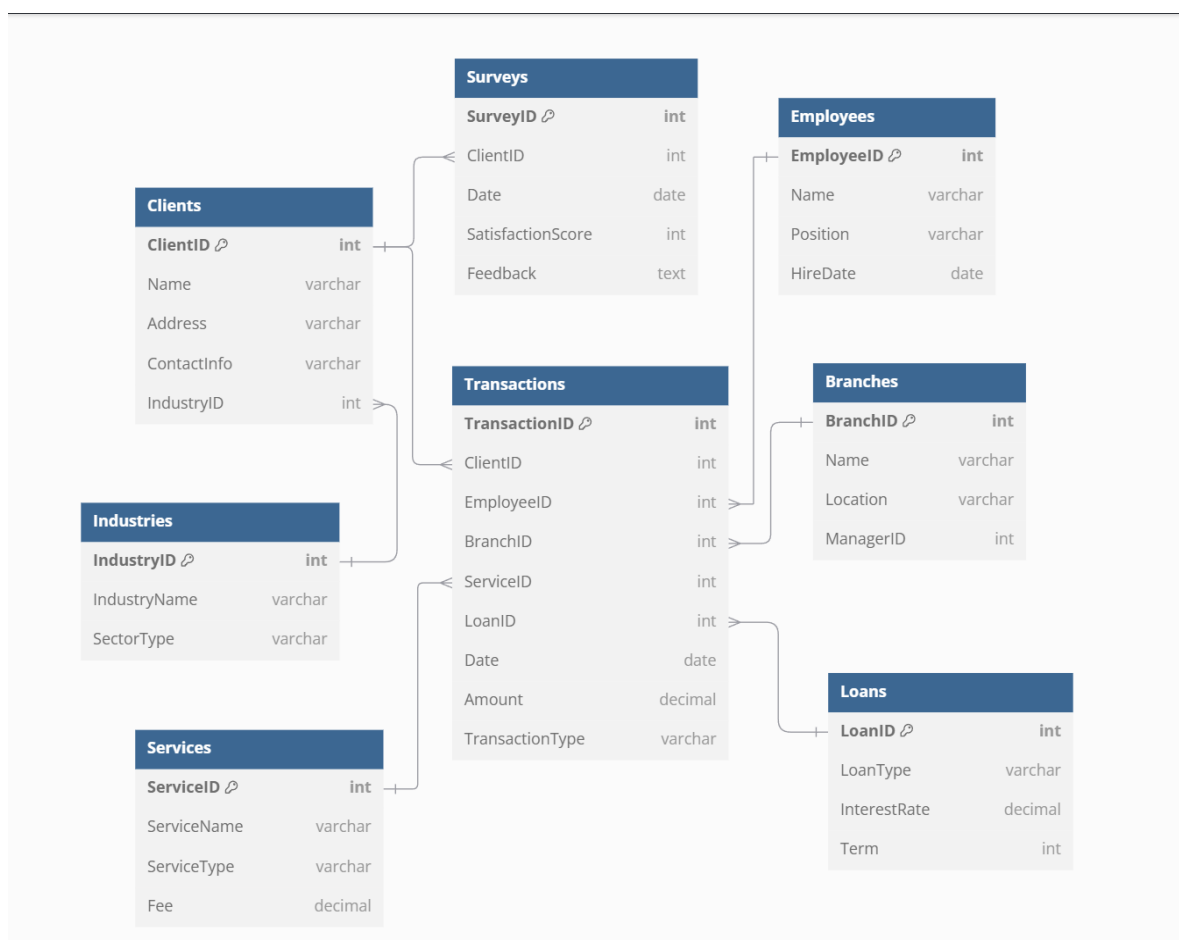 Surveys
SurveyID int
ClientID int
Date date
SatisfactionScore int
Feedback text
Employees
EmployeeID int
Name varchar
Position varchar
HireDate date
Clients
ClientID int
Name varchar
Address varchar
ContactInfo varchar
IndustryID int
Transactions
TransactionID int
ClientID int
EmployeeID int
BranchID int
ServiceID int
LoanID int
Date date
Amount decimal
TransactionType varchar
Branches
BranchID int
Name varchar
Location varchar
ManagerID int
Industries
IndustryID int
IndustryName varchar
SectorType varchar
Loans
LoanID int
LoanType varchar
InterestRate decimal
Term int
Services
ServiceID int
ServiceName varchar
ServiceType varchar
Fee decimal